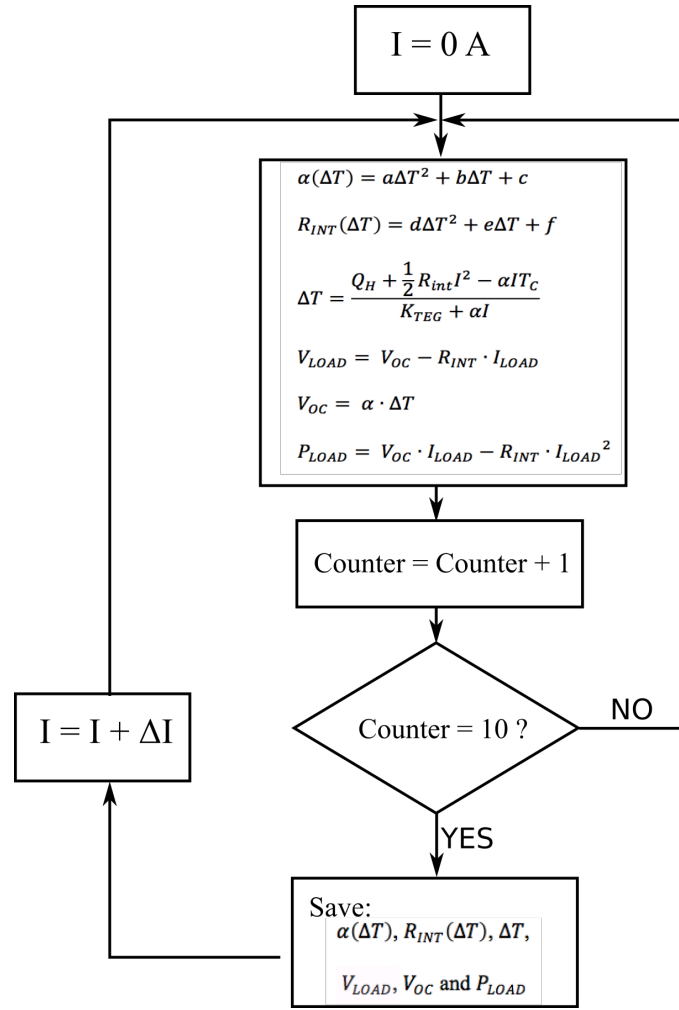 I = 0 A
α(ΔT) = aΔT² + bΔT + c
R_INT(ΔT) = dΔT² + eΔT + f
ΔT = (Q_H + ½R_intI² − αIT_C)/(K_TEG + αI)
V_LOAD = V_OC − R_INT · I_LOAD
V_OC = α · ΔT
P_LOAD = V_OC · I_LOAD − R_INT · I_LOAD²
Counter = Counter + 1
Counter = 10 ?
NO
I = I + ΔI
YES
Save:
α(ΔT), R_INT(ΔT), ΔT,
V_LOAD, V_OC and P_LOAD